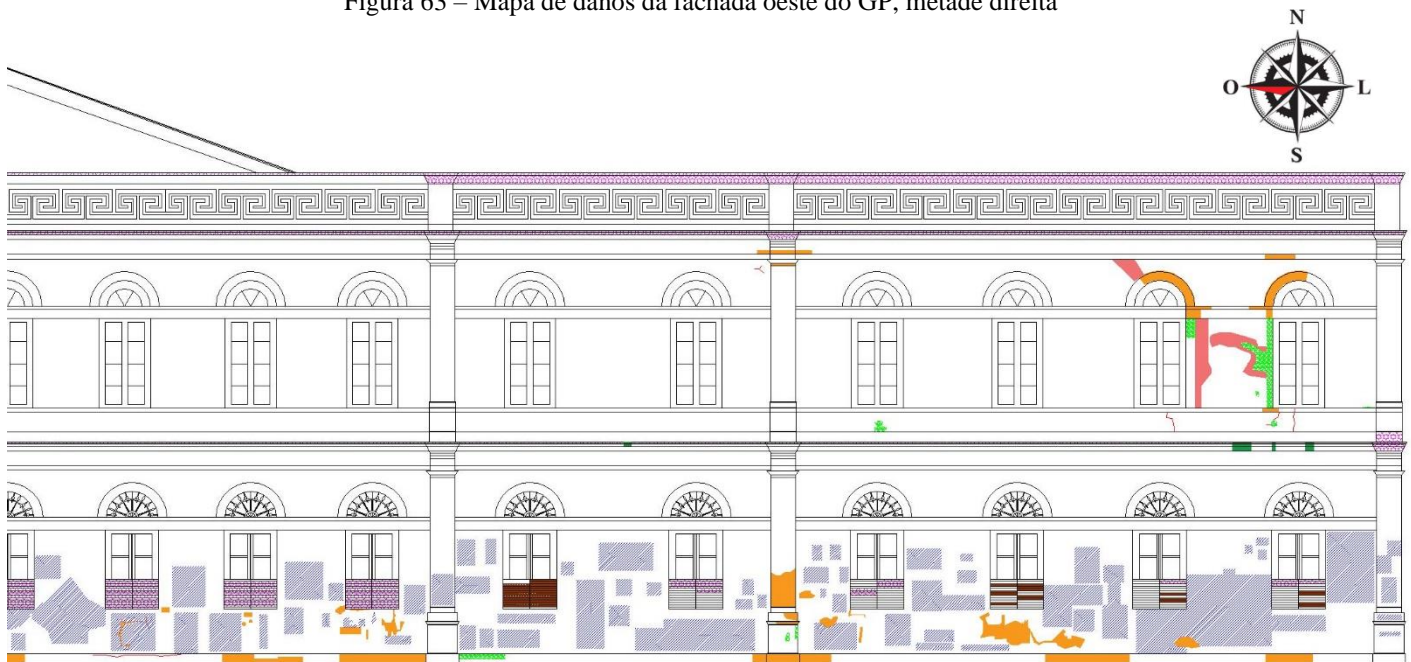 Figura 63 – Mapa de danos da fachada oeste do GP, metade direita
N
O
L
S